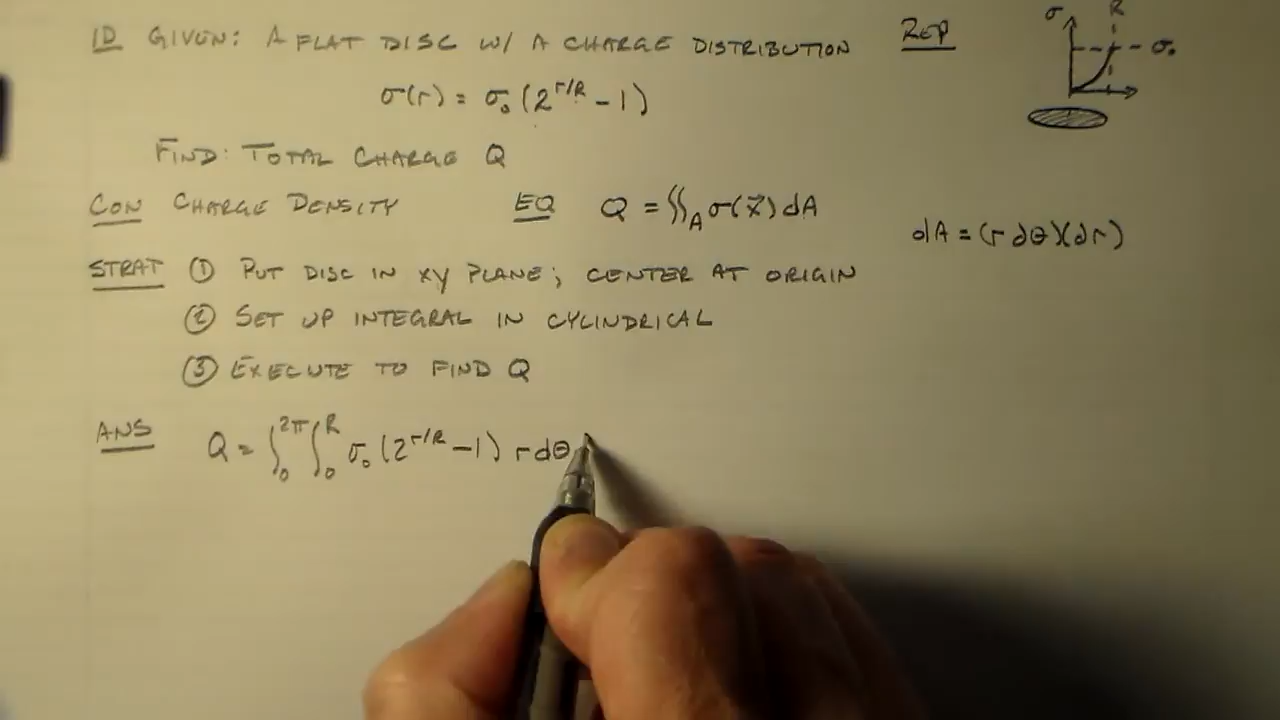 ID GIVEN: A FLAT DISC W/ A CHARGE DISTRIBUTION
σ(r) = σ₀ (2^{r/R} - 1)
FIND: TOTAL CHARGE Q
REP
σ R σ₀
CON CHARGE DENSITY EQ Q = ∬_A σ(x⃗) dA
dA = (r dθ)(dr)
STRAT ① PUT DISC IN xy PLANE; CENTER AT ORIGIN
② SET UP INTEGRAL IN CYLINDRICAL
③ EXECUTE TO FIND Q
ANS Q = ∫₀^{2π} ∫₀^R σ₀ (2^{r/R} - 1) r dθ